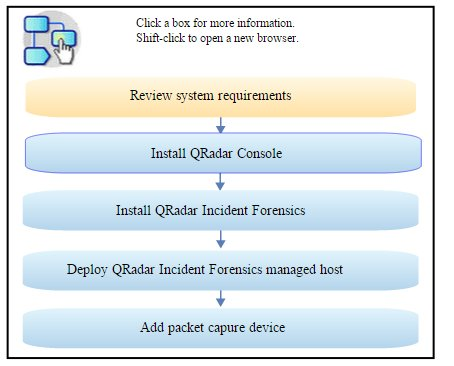 Click a box for more information.
Shift-click to open a new browser.
Review system requirements
Install QRadar Console
Install QRadar Incident Forensics
Deploy QRadar Incident Forensics managed host
Add packet capure device